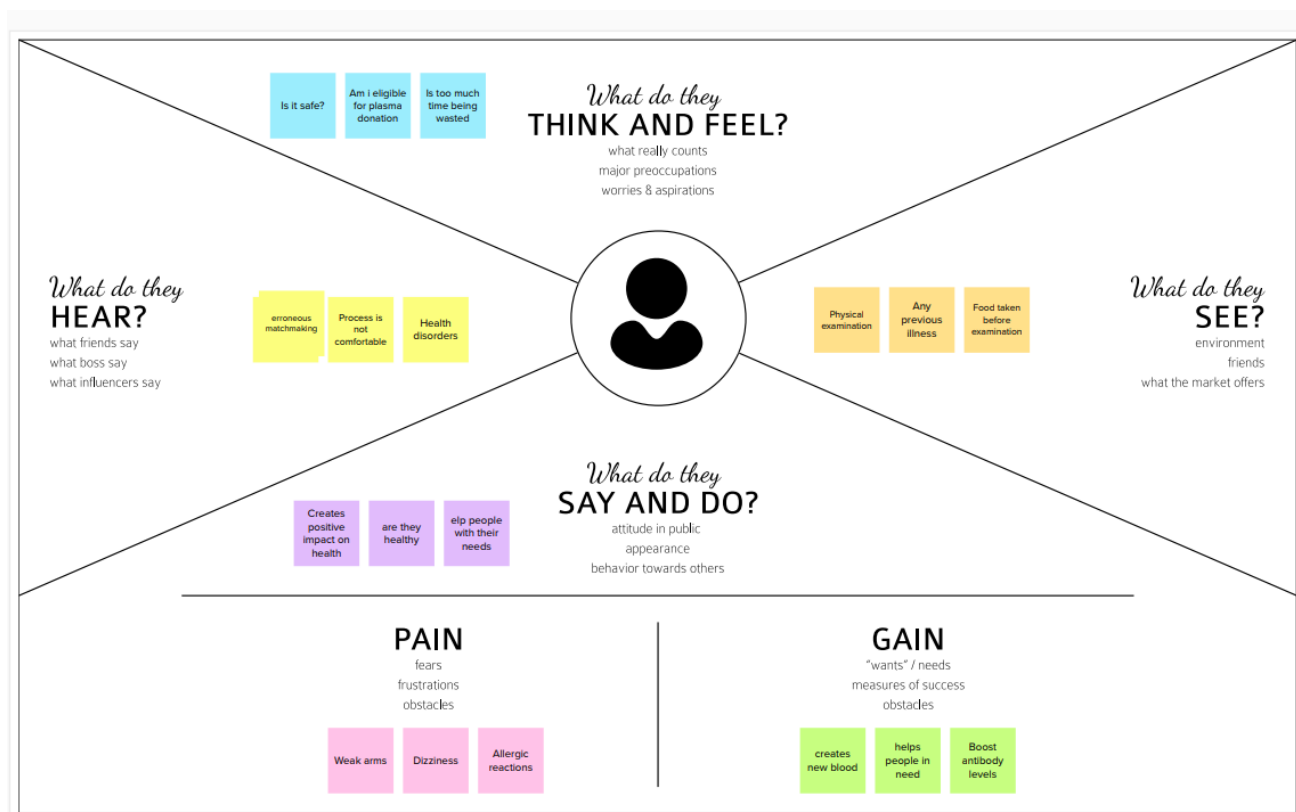 Is it safe?
Am i eligible
for plasma
donation
Is too much
time being
wasted
What do they
THINK AND FEEL?
what really counts
major preoccupations
worries & aspirations
What do they
HEAR?
what friends say
what boss say
what influencers say
erroneous
matchmaking
Process is
not
comfortable
Health
disorders
Physical
examination
Any
previous
illness
Food taken
before
examination
What do they
SEE?
environment
friends
what the market offers
What do they
SAY AND DO?
attitude in public
appearance
behavior towards others
Creates
positive
impact on
health
are they
healthy
elp people
with their
needs
PAIN
fears
frustrations
obstacles
Weak arms
Dizziness
Allergic
reactions
GAIN
"wants" / needs
measures of success
obstacles
creates
new blood
helps
people in
need
Boost
antibody
levels